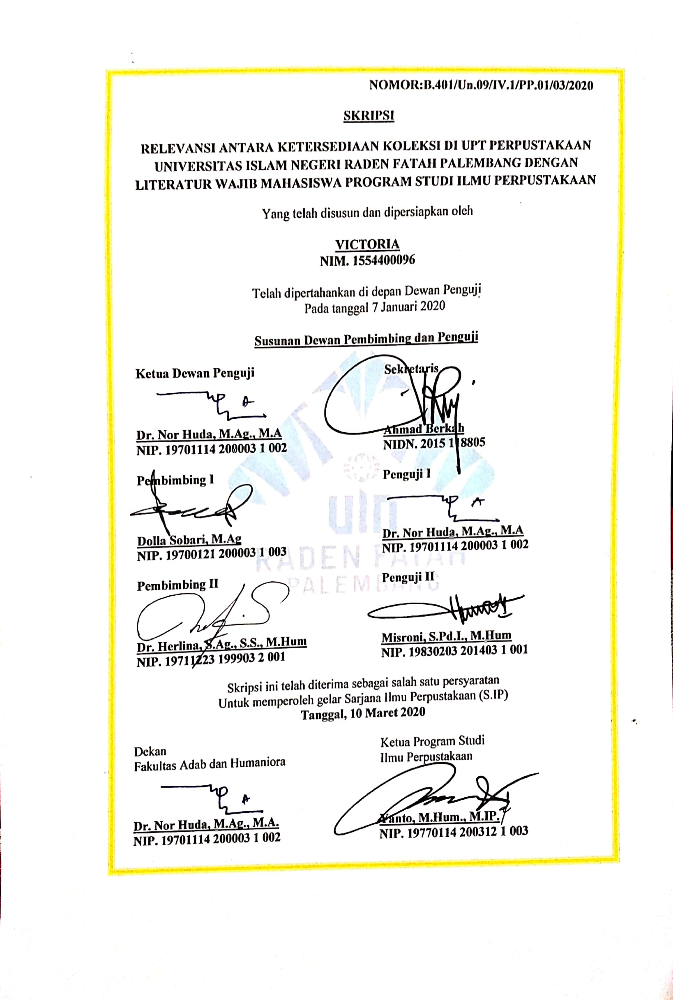 NOMOR:B.401/Un.09/IV.1/PP.01/03/2020
SKRIPSI
RELEVANSI ANTARA KETERSEDIAAN KOLEKSI DI UPT PERPUSTAKAAN
UNIVERSITAS ISLAM NEGERI RADEN FATAH PALEMBANG DENGAN
LITERATUR WAJIB MAHASISWA PROGRAM STUDI ILMU PERPUSTAKAAN
Yang telah disusun dan dipersiapkan oleh
VICTORIA
NIM. 1554400096
Telah dipertahankan di depan Dewan Penguji
Pada tanggal 7 Januari 2020
Susunan Dewan Pembimbing dan Penguji
Ketua Dewan Penguji
Sekretaris
Dr. Nor Huda, M.Ag., M.A
NIP. 19701114 200003 1 002
Ahmad Berkah
NIDN. 2015 8805
Pembimbing I
Penguji I
Dolla Sobari, M.Ag
NIP. 19700121 200003 1 003
Dr. Nor Huda, M.Ag., M.A
NIP. 19701114 200003 1 002
uin
RADEN FATAH
PALEMBANG
Pembimbing II
Penguji II
Dr. Herlina, S.Ag., S.S., M.Hum
NIP. 19711223 199903 2 001
Misroni, S.Pd.I., M.Hum
NIP. 19830203 201403 1 001
Skripsi ini telah diterima sebagai salah satu persyaratan
Untuk memperoleh gelar Sarjana Ilmu Perpustakaan (S.IP)
Tanggal, 10 Maret 2020
Dekan
Fakultas Adab dan Humaniora
Ketua Program Studi
Ilmu Perpustakaan
Dr. Nor Huda, M.Ag., M.A.
NIP. 19701114 200003 1 002
Yanto, M.Hum., M.IP.
NIP. 19770114 200312 1 003